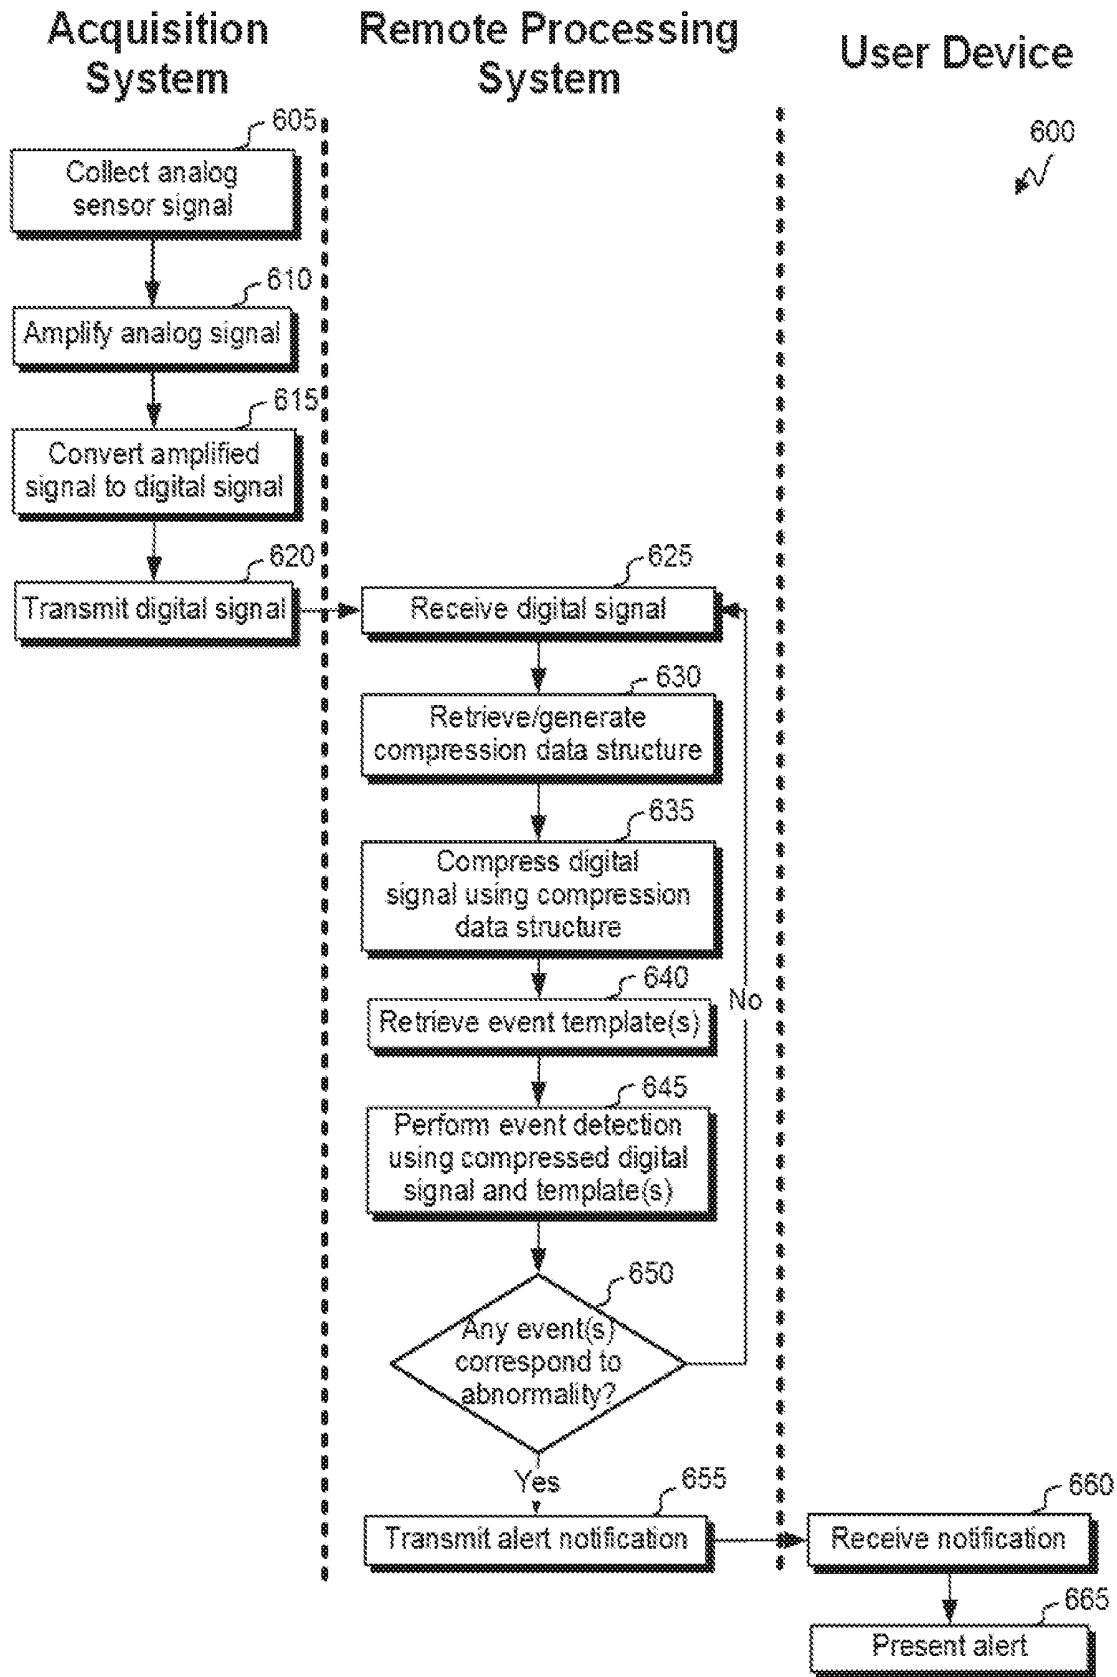 Acquisition
System
Remote Processing
System
User Device
600
605
Collect analog
sensor signal
610
Amplify analog signal
615
Convert amplified
signal to digital signal
620
Transmit digital signal
625
Receive digital signal
630
Retrieve/generate
compression data structure
635
Compress digital
signal using compression
data structure
640
Retrieve event template(s)
No
645
Perform event detection
using compressed digital
signal and template(s)
650
Any event(s)
correspond to
abnormality?
Yes
655
Transmit alert notification
660
Receive notification
665
Present alert